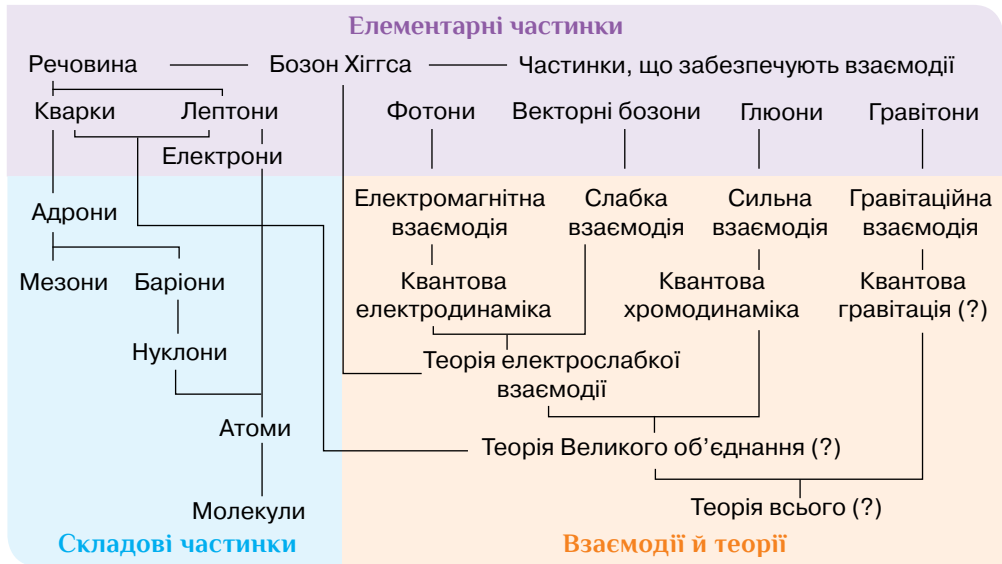 Елементарні частинки
Речовина
Бозон Хіггса
Частинки, що забезпечують взаємодії
Кварки
Лептони
Фотони
Векторні бозони
Глюони
Гравітони
Електрони
Адрони
Електромагнітна
взаємодія
Слабка
взаємодія
Сильна
взаємодія
Гравітаційна
взаємодія
Мезони
Баріони
Квантова
електродинаміка
Квантова
хромодинаміка
Квантова
гравітація (?)
Нуклони
Теорія електрослабкої
взаємодії
Атоми
Теорія Великого об’єднання (?)
Молекули
Теорія всього (?)
Складові частинки
Взаємодії й теорії